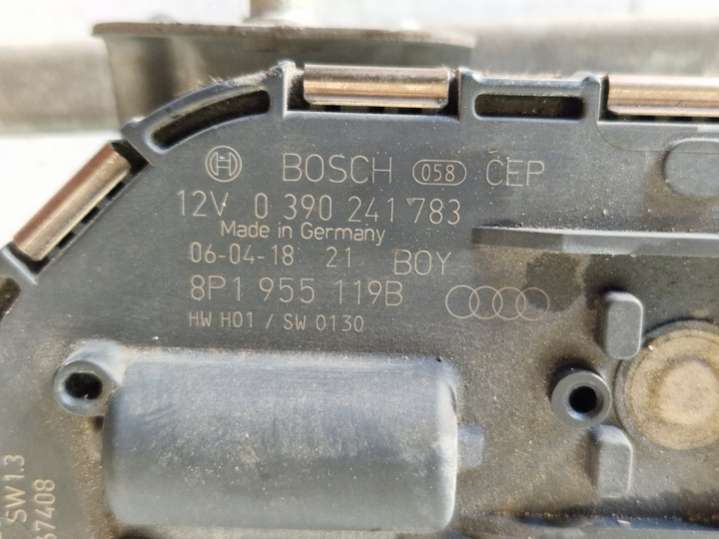 BOSCH 058 CEP
12V 0 390 241 783
Made in Germany
06-04-18 21 BOY
8P1 955 119B
HW H01 / SW 0130
SW1.3
67408